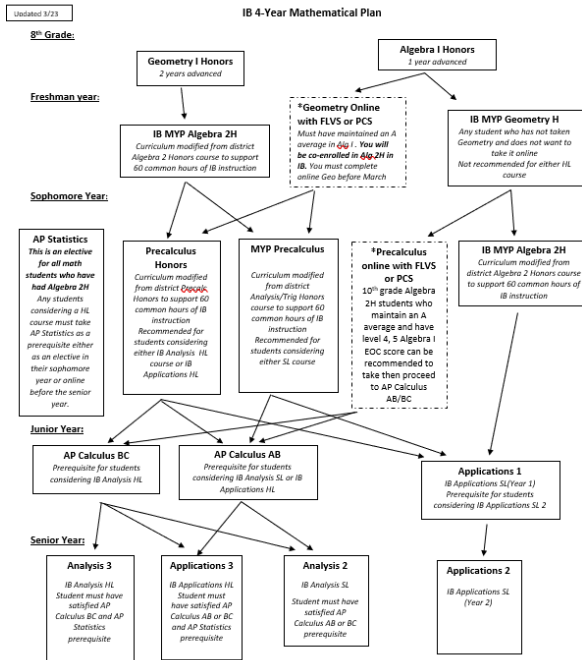 Updated 3/23
IB 4-Year Mathematical Plan
8th Grade:
Geometry I Honors
2 years advanced
Algebra I Honors
1 year advanced
Freshman year:
IB MYP Algebra 2H
Curriculum modified from district
Algebra 2 Honors course to support
60 common hours of IB instruction
*Geometry Online
with FLVS or PCS
Must have maintained an A
average in Alg I . You will
be co-enrolled in Alg 2H in
IB. You must complete
online Geo before March
IB MYP Geometry H
Any student who has not taken
Geometry and does not want to
take it online
Not recommended for either HL
course
Sophomore Year:
AP Statistics
This is an elective
for all math
students who have
had Algebra 2H
Any students
considering a HL
course must take
AP Statistics as a
prerequisite either
as an elective in
their sophomore
year or online
before the senior
year.
Precalculus
Honors
Curriculum modified
from district Precalc
Honors to support 60
common hours of IB
instruction
Recommended for
students considering
either IB Analysis HL
course or IB
Applications HL
MYP Precalculus
Curriculum modified
from district
Analysis/Trig Honors
course to support 60
common hours of IB
instruction
Recommended for
students considering
either SL course
*Precalculus
online with FLVS
or PCS
10th grade Algebra
2H students who
maintain an A
average and have
level 4, 5 Algebra I
EOC score can be
recommended to
take then proceed
to AP Calculus
AB/BC
IB MYP Algebra 2H
Curriculum modified from
district Algebra 2 Honors course
to support 60 common hours of
IB instruction
Junior Year:
AP Calculus BC
Prerequisite for students
considering IB Analysis HL
AP Calculus AB
Prerequisite for students
considering IB Analysis SL or IB
Applications HL
Applications 1
IB Applications SL(Year 1)
Prerequisite for students
considering IB Applications SL 2
Senior Year:
Analysis 3
IB Analysis HL
Student must have
satisfied AP
Calculus BC and AP
Statistics
prerequisite
Applications 3
IB Applications HL
Student must
have satisfied AP
Calculus AB or BC
and AP Statistics
prerequisite
Analysis 2
IB Analysis SL
Student must have
satisfied AP
Calculus AB or BC
prerequisite
Applications 2
IB Applications SL
(Year 2)